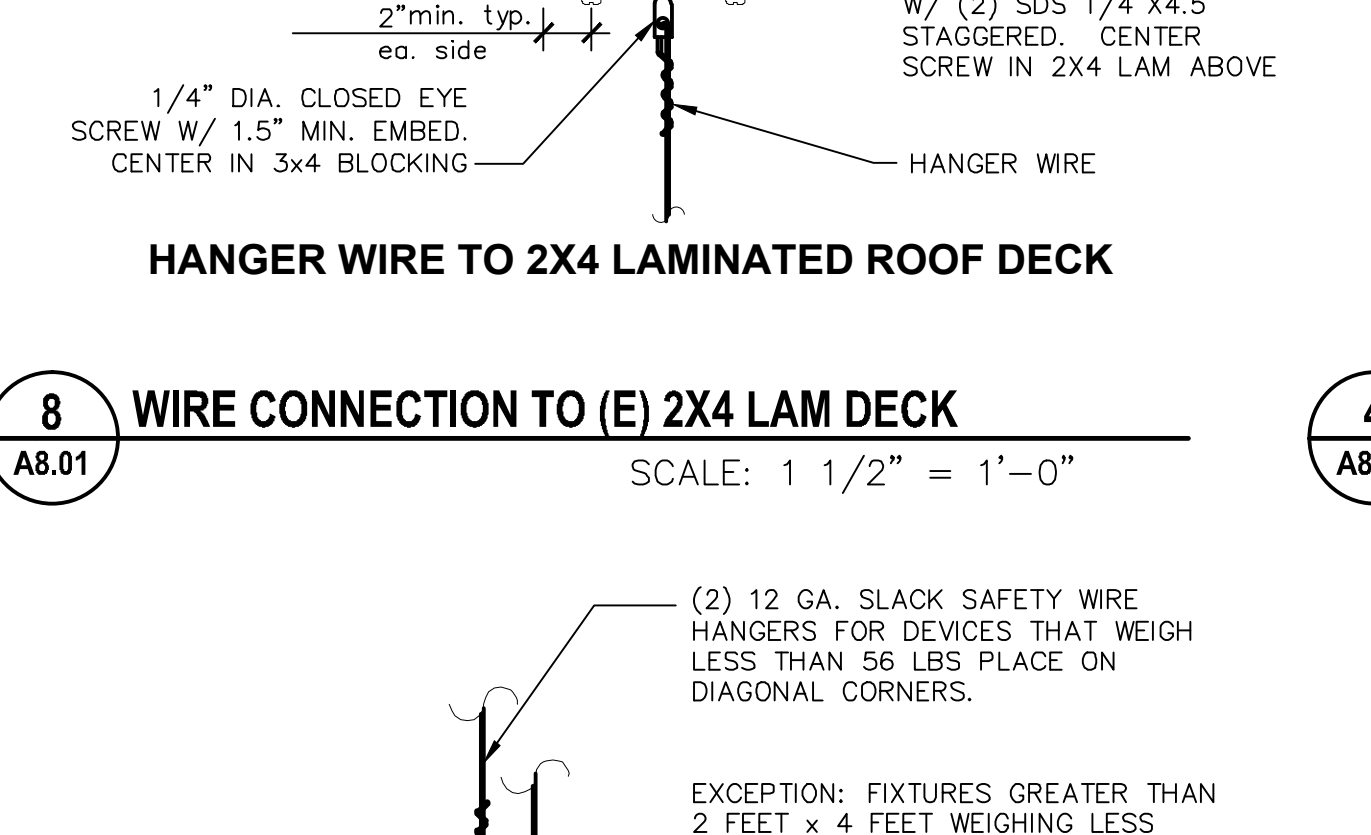 W/ (2) SDS 1/4 X4.5
STAGGERED. CENTER
SCREW IN 2X4 LAM ABOVE
2"min. typ.
ea. side
1/4" DIA. CLOSED EYE
SCREW W/ 1.5" MIN. EMBED.
CENTER IN 3x4 BLOCKING
HANGER WIRE
HANGER WIRE TO 2X4 LAMINATED ROOF DECK
8
A8.01
WIRE CONNECTION TO (E) 2X4 LAM DECK
SCALE: 1 1/2" = 1'-0"
A8
(2) 12 GA. SLACK SAFETY WIRE
HANGERS FOR DEVICES THAT WEIGH
LESS THAN 56 LBS PLACE ON
DIAGONAL CORNERS.
EXCEPTION: FIXTURES GREATER THAN
2 FEET x 4 FEET WEIGHING LESS